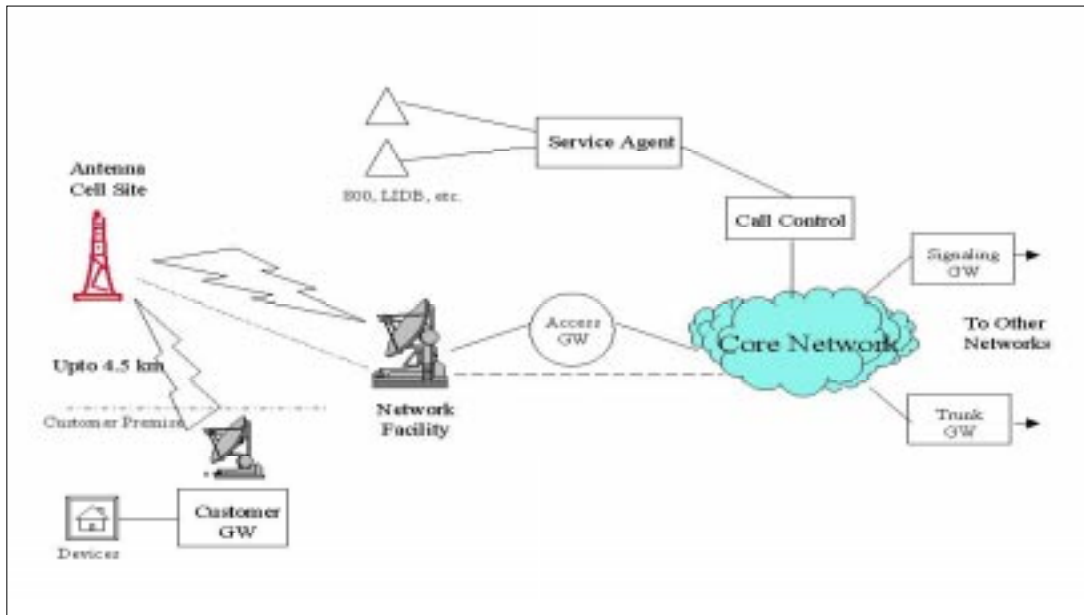 Service Agent
Antenna
Cell Site
800, LIDB, etc.
Call Control
Signaling
GW
Access
GW
Core Network
To Other
Networks
Upto 4.5 km
Network
Facility
Customer Premise
Trunk
GW
Customer
GW
Devices